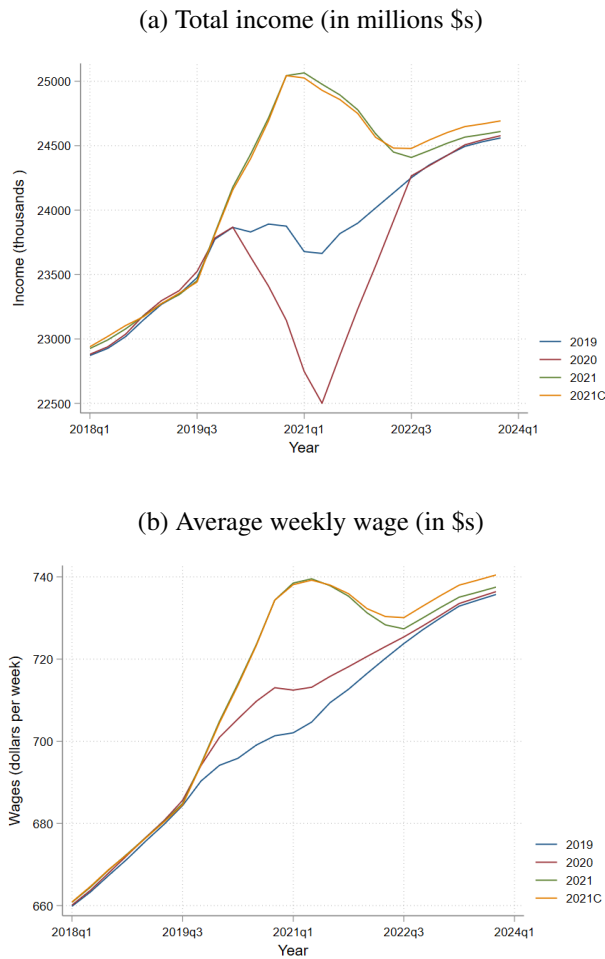 (a) Total income (in millions $s)
25000
24500
24000
23500
23000
22500
Income (thousands )
2018q1
2019q3
2021q1
2022q3
2024q1
Year
2019
2020
2021
2021C
(b) Average weekly wage (in $s)
740
720
700
680
660
Wages (dollars per week)
2018q1
2019q3
2021q1
2022q3
2024q1
Year
2019
2020
2021
2021C